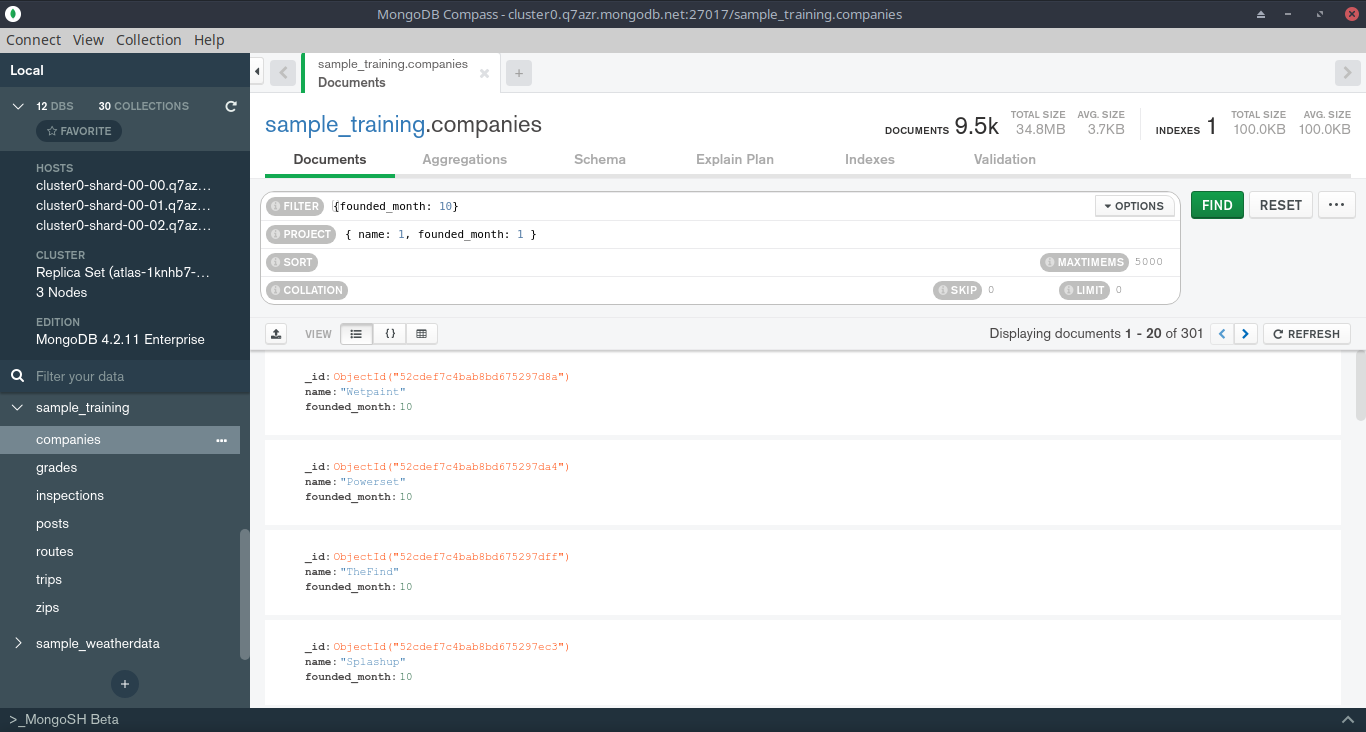 MongoDB Compass - cluster0.q7azr.mongodb.net:27017/sample_training.companies
Connect View Collection Help
Local
12 DBS 30 COLLECTIONS
FAVORITE
HOSTS
cluster0-shard-00-00.q7az...
cluster0-shard-00-01.q7az...
cluster0-shard-00-02.q7az...
CLUSTER
Replica Set (atlas-1knhb7-...
3 Nodes
EDITION
MongoDB 4.2.11 Enterprise
Filter your data
sample_training
companies
grades
inspections
posts
routes
trips
zips
sample_weatherdata
+
sample_training.companies
Documents
+
sample_training.companies
DOCUMENTS 9.5k TOTAL SIZE 34.8MB AVG. SIZE 3.7KB INDEXES 1 TOTAL SIZE 100.0KB AVG. SIZE 100.0KB
Documents Aggregations Schema Explain Plan Indexes Validation
FILTER {founded_month: 10} OPTIONS FIND RESET ...
PROJECT { name: 1, founded_month: 1 }
SORT MAXTIMEMS 5000
COLLATION SKIP 0 LIMIT 0
VIEW {} Displaying documents 1 - 20 of 301 REFRESH
_id: ObjectId("52cdef7c4bab8bd675297d8a")
name: "Wetpaint"
founded_month: 10
_id: ObjectId("52cdef7c4bab8bd675297da4")
name: "Powerset"
founded_month: 10
_id: ObjectId("52cdef7c4bab8bd675297dff")
name: "TheFind"
founded_month: 10
_id: ObjectId("52cdef7c4bab8bd675297ec3")
name: "Splashup"
founded_month: 10
>_MongoSH Beta